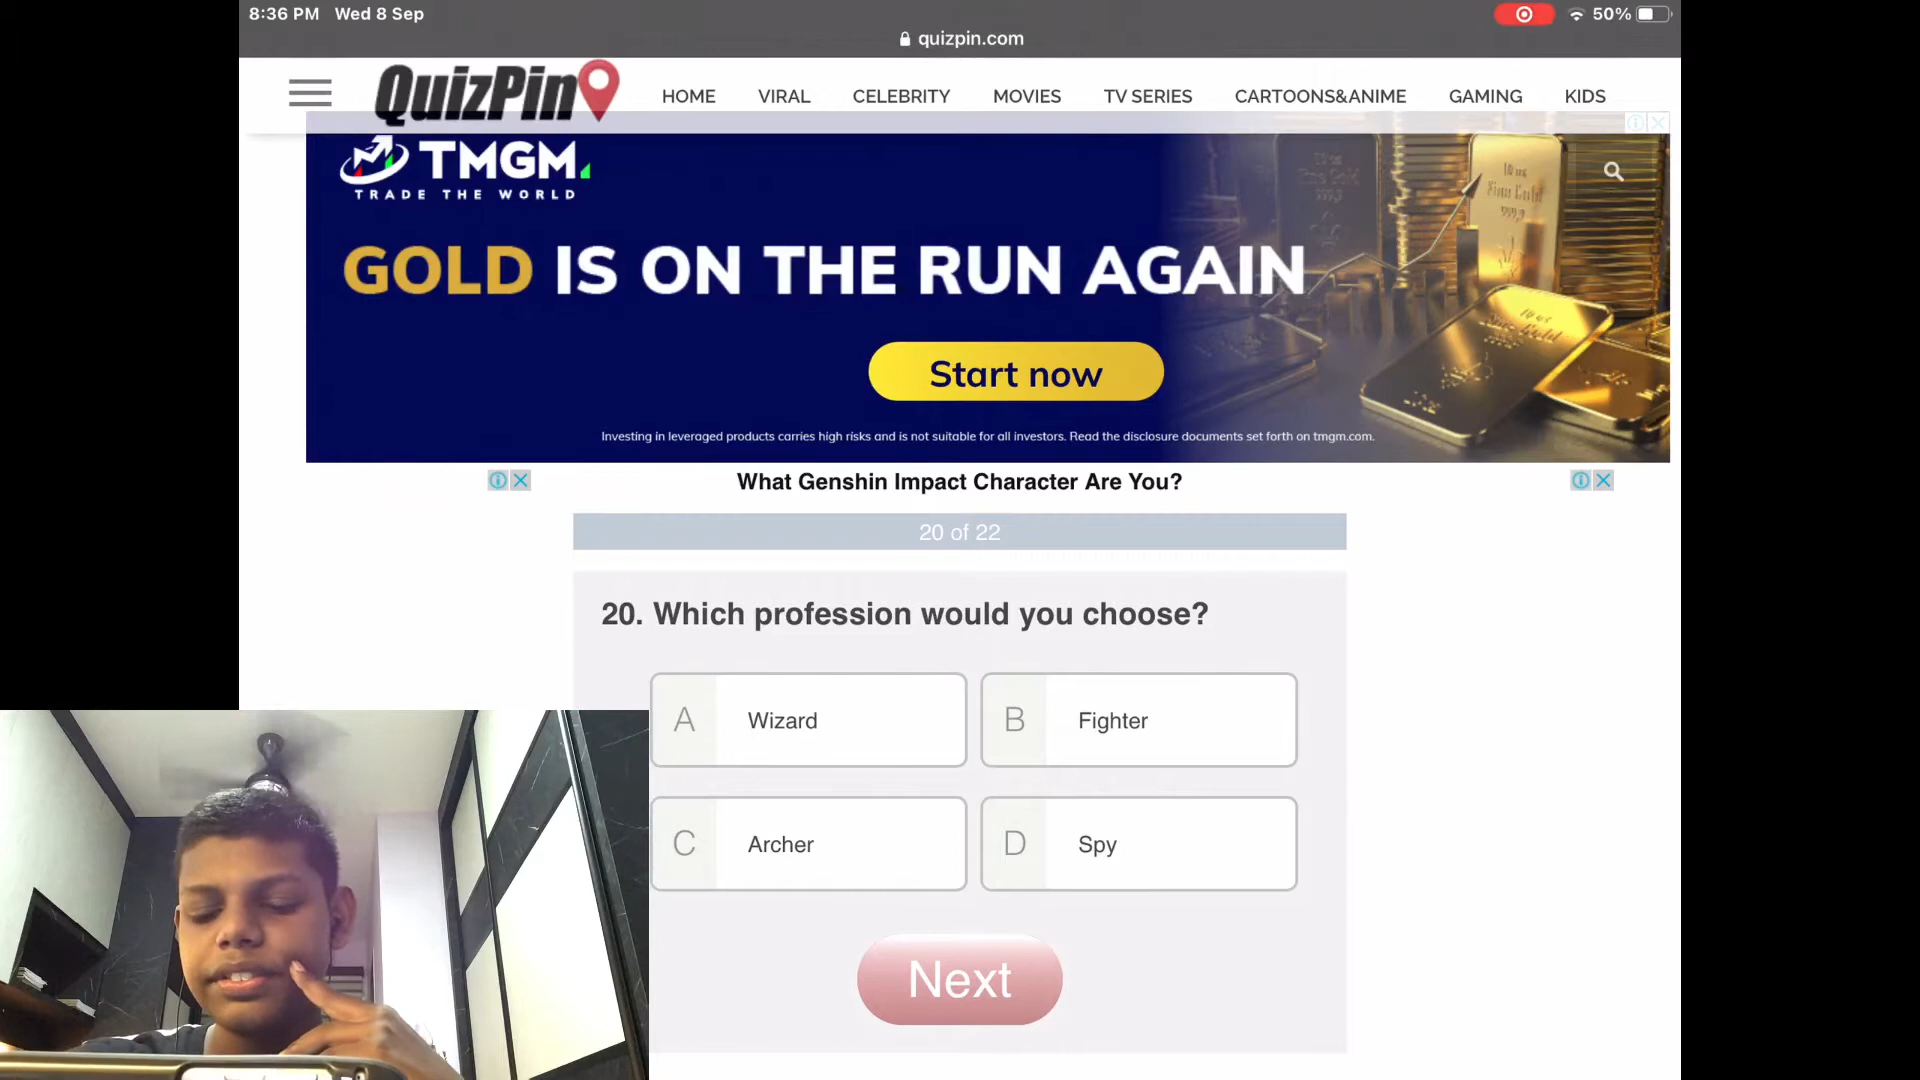 8:36 PM Wed 8 Sep
50%
quizpin.com
QuizPin
HOME VIRAL CELEBRITY MOVIES TV SERIES CARTOONS&ANIME GAMING KIDS
TMGM
TRADE THE WORLD
GOLD IS ON THE RUN AGAIN
Start now
Investing in leveraged products carries high risks and is not suitable for all investors. Read the disclosure documents set forth on tmgm.com.
What Genshin Impact Character Are You?
20 of 22
20. Which profession would you choose?
A Wizard
B Fighter
C Archer
D Spy
Next